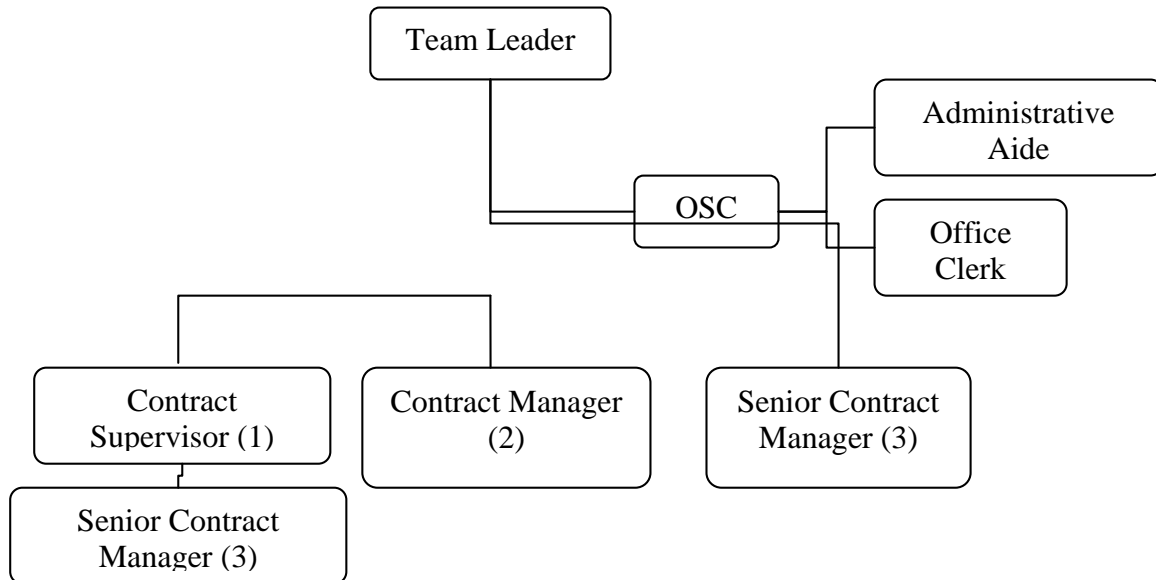 Team Leader
Administrative
Aide
OSC
Office
Clerk
Contract
Supervisor (1)
Contract Manager
(2)
Senior Contract
Manager (3)
Senior Contract
Manager (3)